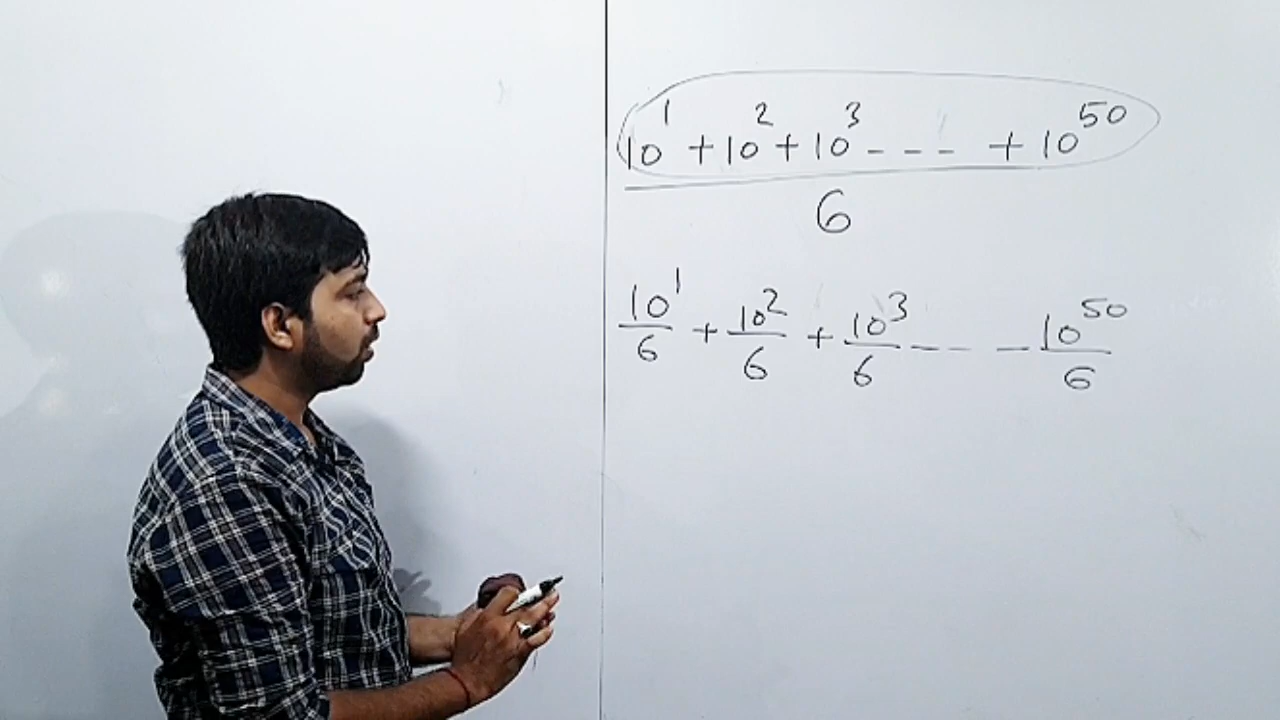 10¹ + 10² + 10³ - - - + 10⁵⁰
6
10¹/6 + 10²/6 + 10³/6 - - - 10⁵⁰/6